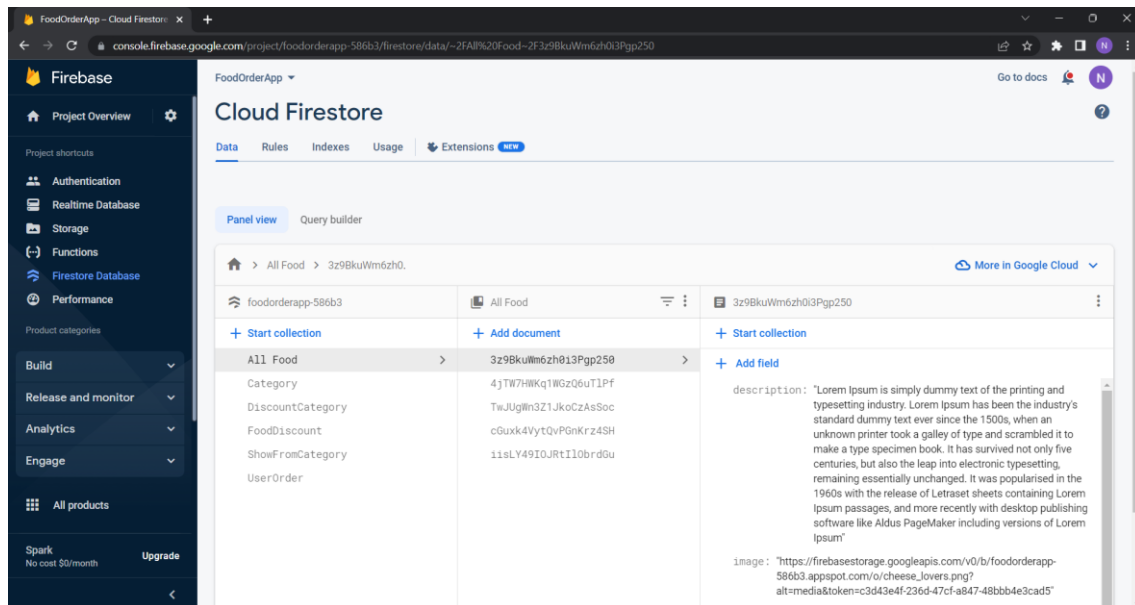 FoodOrderApp – Cloud Firestore
console.firebase.google.com/project/foodorderapp-586b3/firestore/data/~2FAll%20Food~2F3z9BkuWm6zh0i3Pgp250
N
Firebase
Project Overview
Project shortcuts
Authentication
Realtime Database
Storage
Functions
Firestore Database
Performance
Product categories
Build
Release and monitor
Analytics
Engage
All products
Spark
No cost $0/month
Upgrade
FoodOrderApp
Go to docs
N
Cloud Firestore
Data Rules Indexes Usage Extensions NEW
Panel view Query builder
All Food > 3z9BkuWm6zh0.
More in Google Cloud
foodorderapp-586b3
+ Start collection
All Food
Category
DiscountCategory
FoodDiscount
ShowFromCategory
UserOrder
All Food
+ Add document
3z9BkuWm6zh0i3Pgp250
4jTW7HWKq1WGzQ6uTlPf
TwJUgWn3Z1JkoCzAsSoc
cGuxk4VytQvPGnKrz4SH
iisLY49IOJRtIlObrdGu
3z9BkuWm6zh0i3Pgp250
+ Start collection
+ Add field
description: "Lorem Ipsum is simply dummy text of the printing and
typesetting industry. Lorem Ipsum has been the industry's
standard dummy text ever since the 1500s, when an
unknown printer took a galley of type and scrambled it to
make a type specimen book. It has survived not only five
centuries, but also the leap into electronic typesetting,
remaining essentially unchanged. It was popularised in the
1960s with the release of Letraset sheets containing Lorem
Ipsum passages, and more recently with desktop publishing
software like Aldus PageMaker including versions of Lorem
Ipsum"
image: "https://firebasestorage.googleapis.com/v0/b/foodorderapp-
586b3.appspot.com/o/cheese_lovers.png?
alt=media&token=c3d43e4f-236d-47cf-a847-48bbb4e3cad5"